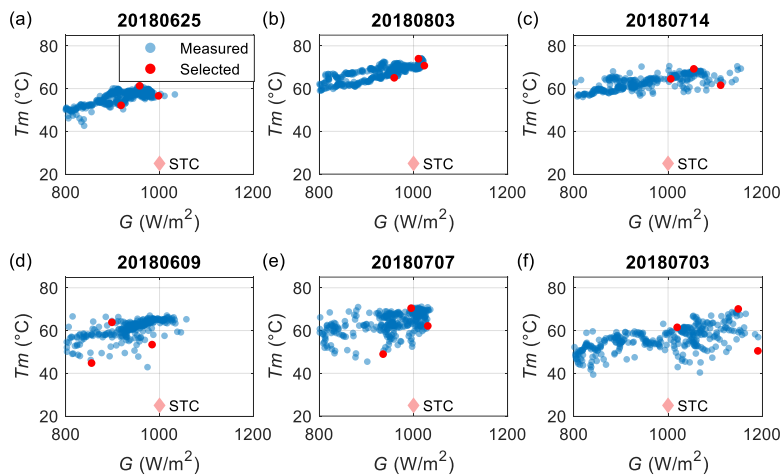 (a) 20180625
(b) 20180803
(c) 20180714
Measured
Selected
80
60
40
20
Tm (°C)
STC
800 1000 1200
G (W/m²)
80
60
40
20
Tm (°C)
STC
800 1000 1200
G (W/m²)
80
60
40
20
Tm (°C)
STC
800 1000 1200
G (W/m²)
(d) 20180609
(e) 20180707
(f) 20180703
80
60
40
20
Tm (°C)
STC
800 1000 1200
G (W/m²)
80
60
40
20
Tm (°C)
STC
800 1000 1200
G (W/m²)
80
60
40
20
Tm (°C)
STC
800 1000 1200
G (W/m²)